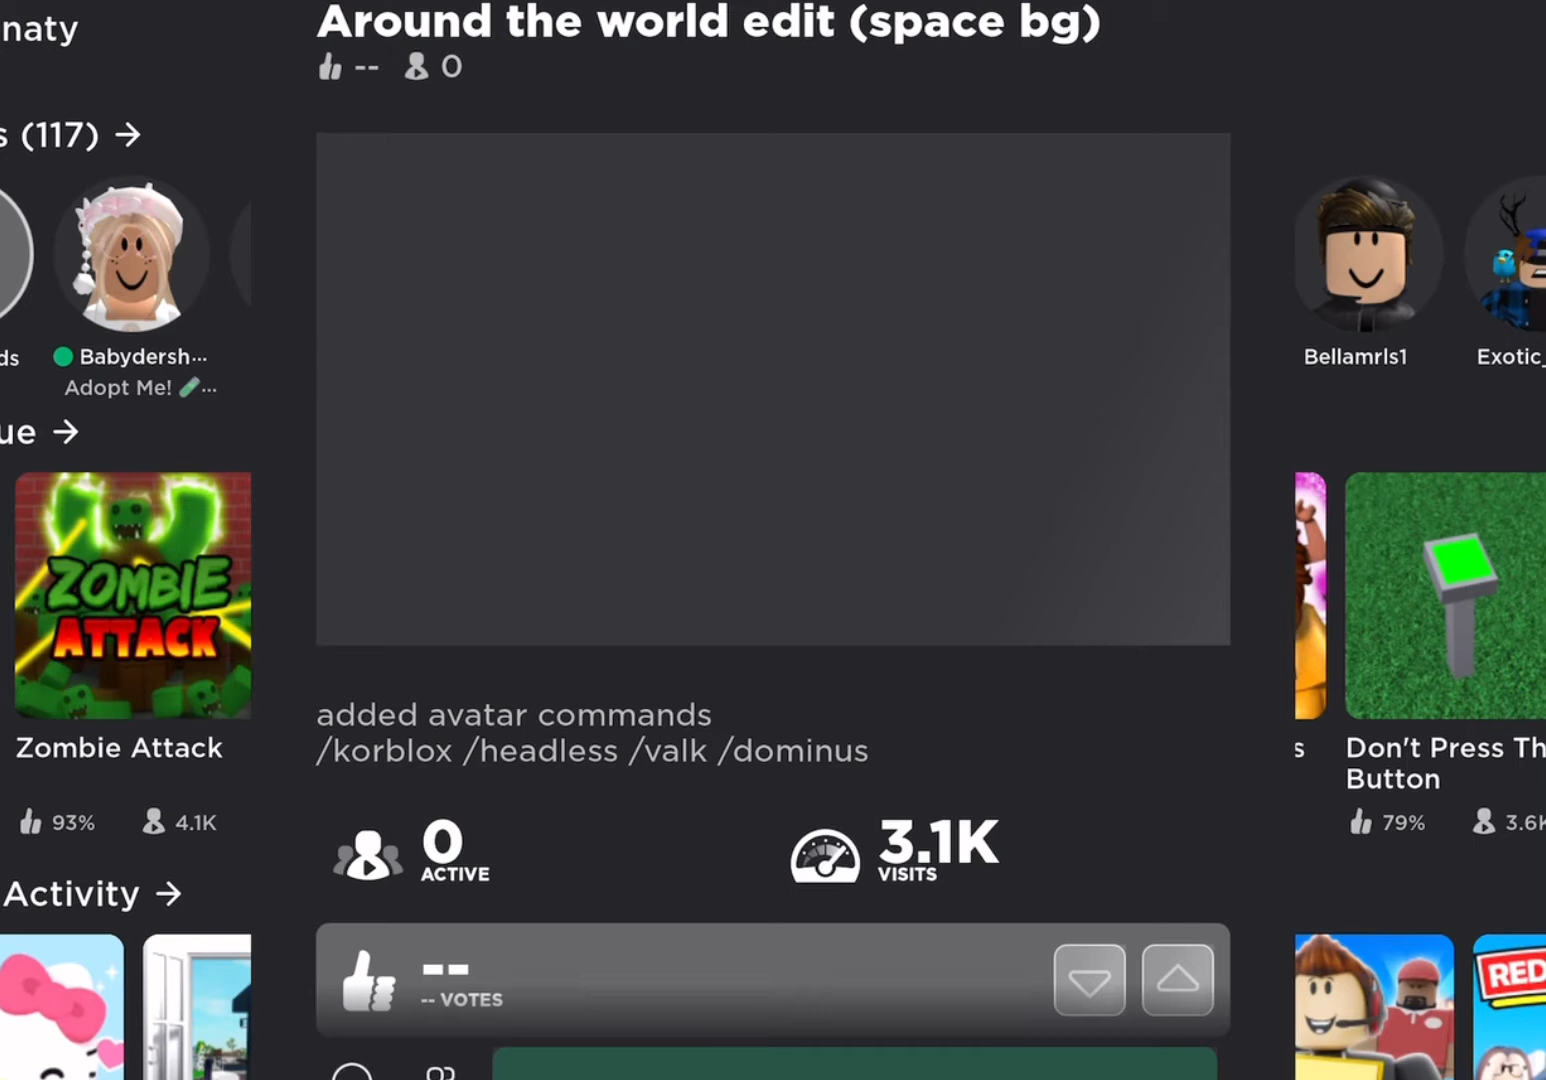 naty
s (117) →
Babydersh...
Adopt Me! ...
ds
ue →
ZOMBIE
ATTACK
Zombie Attack
93% 4.1K
Activity →
Around the world edit (space bg)
-- 0
added avatar commands
/korblox /headless /valk /dominus
0
ACTIVE
3.1K
VISITS
--
-- VOTES
Bellamrls1
Exotic_
s
Don't Press Th
Button
79% 3.6K
RED